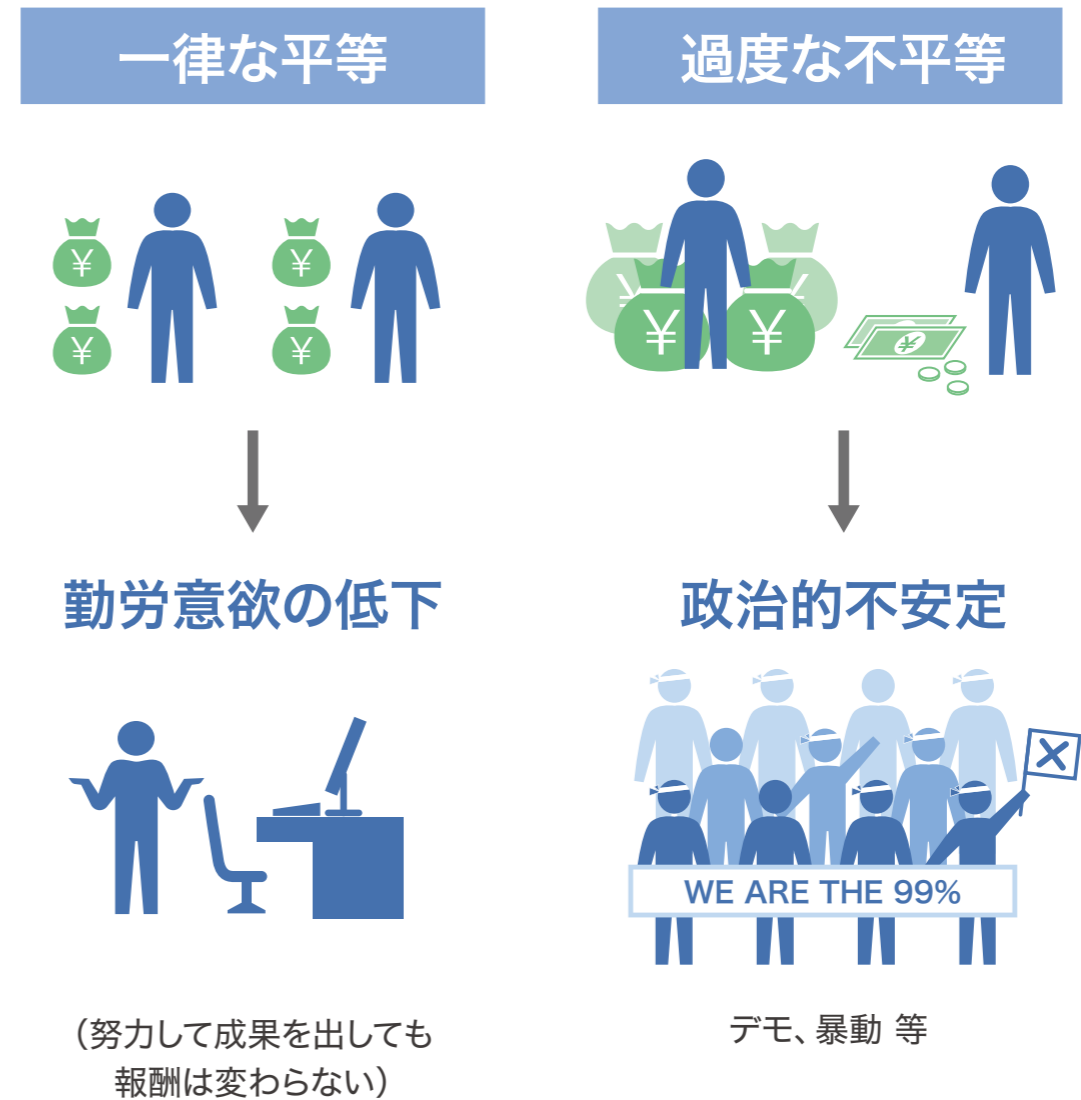 一律な平等
¥
¥
¥
¥
勤労意欲の低下
(努力して成果を出しても
報酬は変わらない)
過度な不平等
¥
¥
¥
¥
¥
政治的不安定
WE ARE THE 99%
デモ、暴動 等